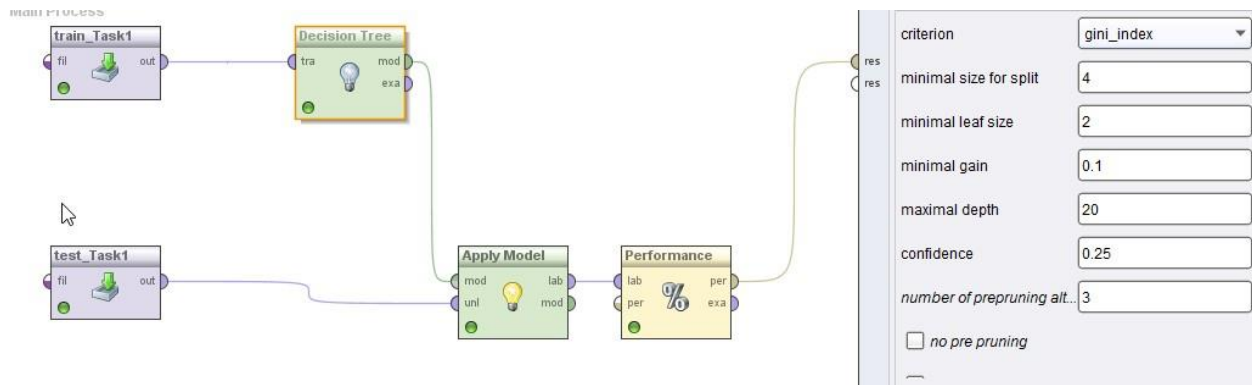 Main Process
train_Task1
fil out
Decision Tree
tra mod
exa
res
res
test_Task1
fil out
Apply Model
mod lab
unl mod
Performance
lab per
per exa
%
criterion gini_index
minimal size for split 4
minimal leaf size 2
minimal gain 0.1
maximal depth 20
confidence 0.25
number of prepruning alt... 3
no pre pruning